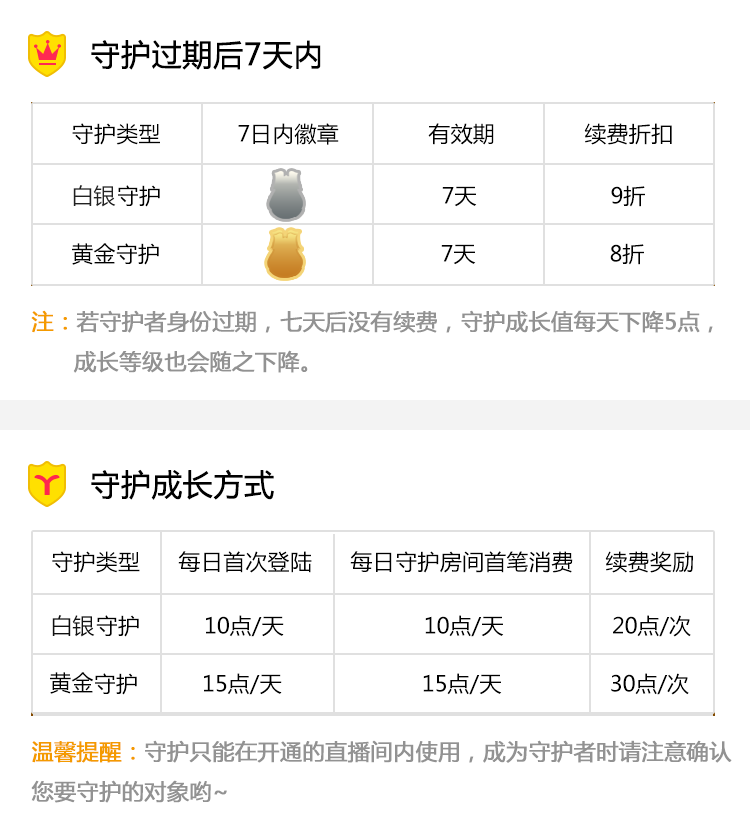 守护过期后7天内
守护类型 7日内徽章 有效期 续费折扣
白银守护 7天 9折
黄金守护 7天 8折
注：若守护者身份过期，七天后没有续费，守护成长值每天下降5点，
成长等级也会随之下降。
守护成长方式
守护类型 每日首次登陆 每日守护房间首笔消费 续费奖励
白银守护 10点/天 10点/天 20点/次
黄金守护 15点/天 15点/天 30点/次
温馨提醒：守护只能在开通的直播间内使用，成为守护者时请注意确认
您要守护的对象哟~